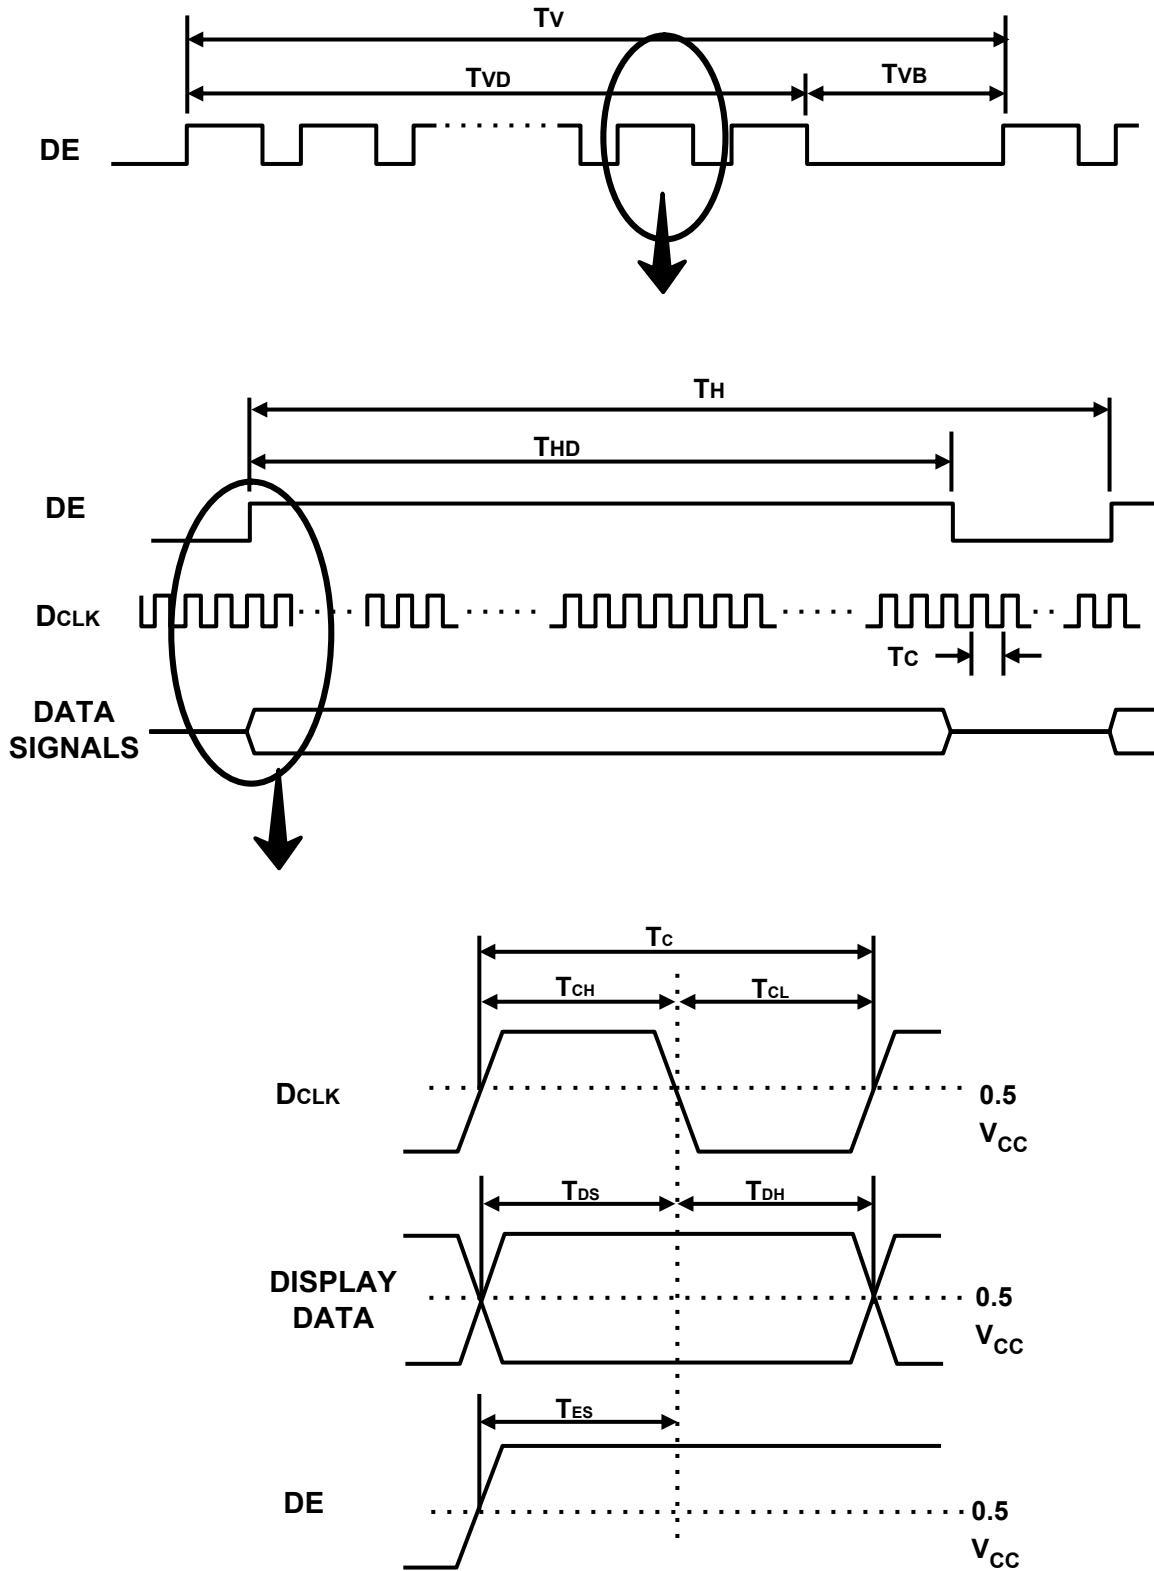 TV
TVD
TVB
DE
TH
THD
DE
DCLK
TC
DATA
SIGNALS
TC
TCH
TCL
DCLK
0.5
VCC
TDS
TDH
DISPLAY
DATA
0.5
VCC
TES
DE
0.5
VCC